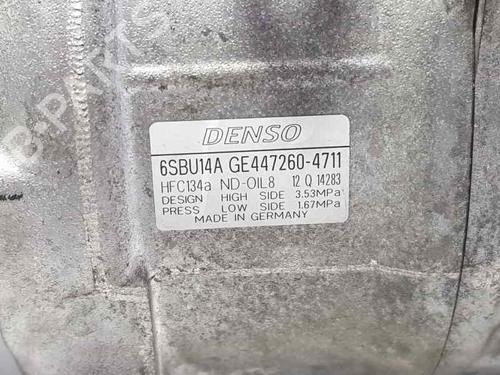 B-PARTS
DENSO
6SBU14A GE447260-4711
HFC134a ND-OIL8 12 Q 14283
DESIGN HIGH SIDE 3.53MPa
PRESS LOW SIDE 1.67MPa
MADE IN GERMANY